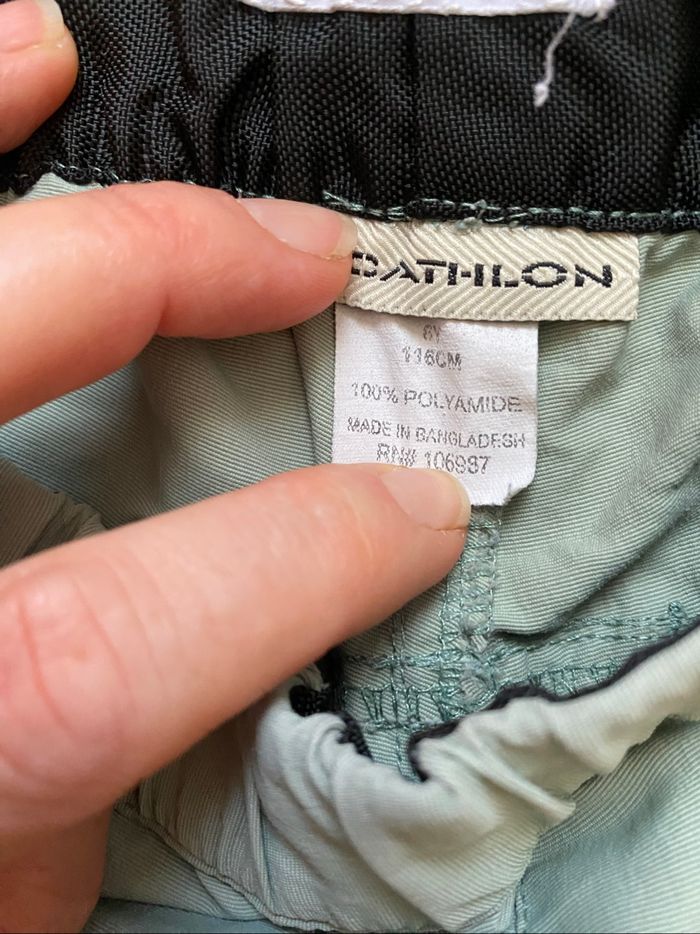 CATHLON
6Y
116CM
100% POLYAMIDE
MADE IN BANGLADESH
RN# 106987